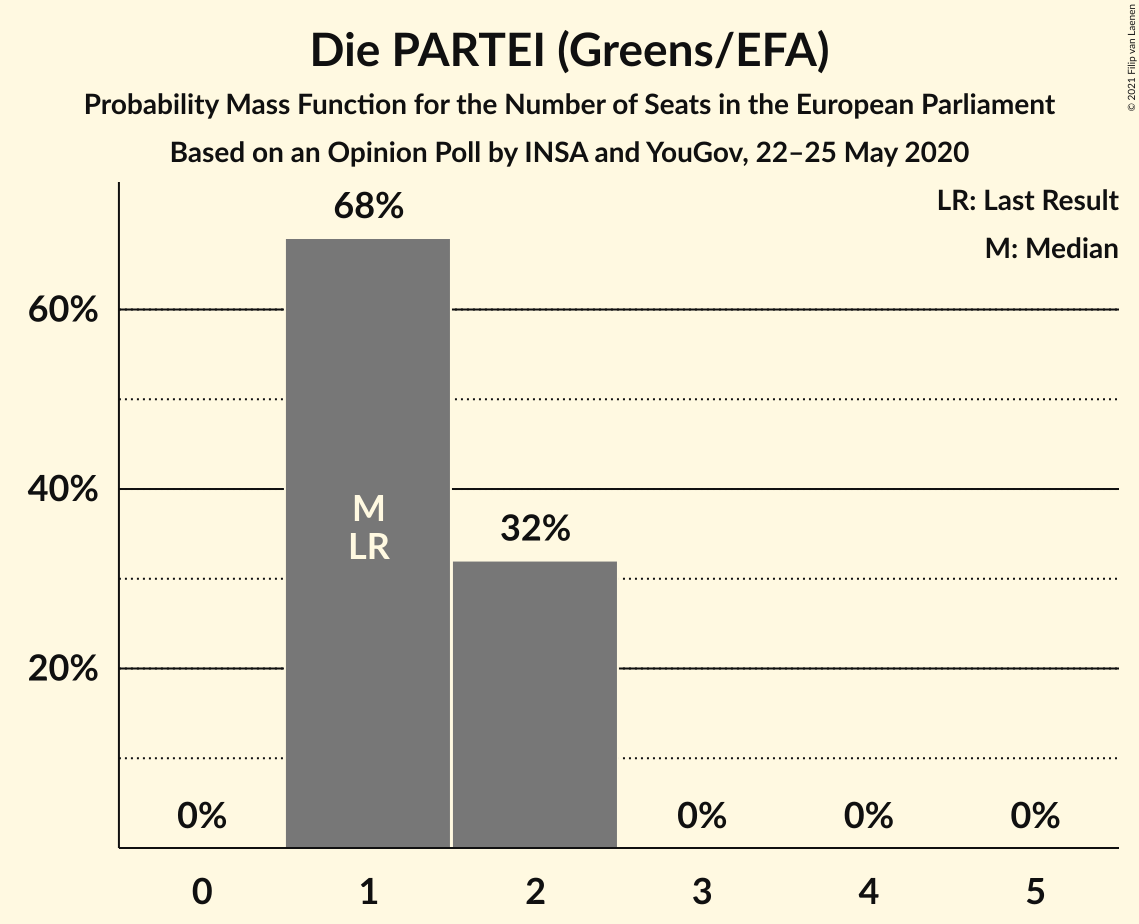 Die PARTEI (Greens/EFA)
Probability Mass Function for the Number of Seats in the European Parliament
Based on an Opinion Poll by INSA and YouGov, 22–25 May 2020
© 2021 Filip van Laenen
LR: Last Result
M: Median
68%
60%
40%
M
LR
32%
20%
0%
0%
0%
0%
0
1
2
3
4
5